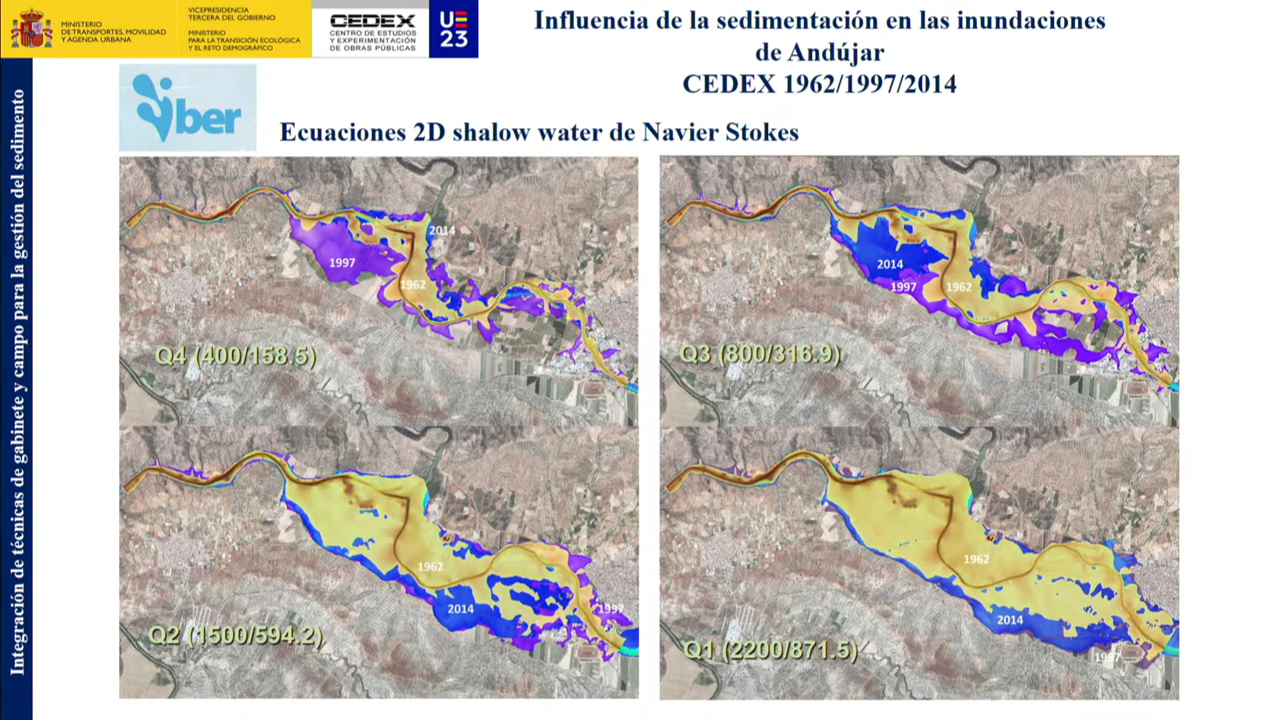 MINISTERIO
DE TRANSPORTES, MOVILIDAD
Y AGENDA URBANA
VICEPRESIDENCIA
TERCERA DEL GOBIERNO
MINISTERIO
PARA LA TRANSICIÓN ECOLÓGICA
Y EL RETO DEMOGRÁFICO
CEDEX
CENTRO DE ESTUDIOS
Y EXPERIMENTACIÓN
DE OBRAS PÚBLICAS
UE
23
Influencia de la sedimentación en las inundaciones
de Andújar
CEDEX 1962/1997/2014
Integración de técnicas de gabinete y campo para la gestión del sedimento
iber
Ecuaciones 2D shalow water de Navier Stokes
2014
1997
1962
Q4 (400/158.5)
2014
1997
1962
Q3 (800/316.9)
1962
2014
1997
Q2 (1500/594.2)
1962
2014
1997
Q1 (2200/871.5)